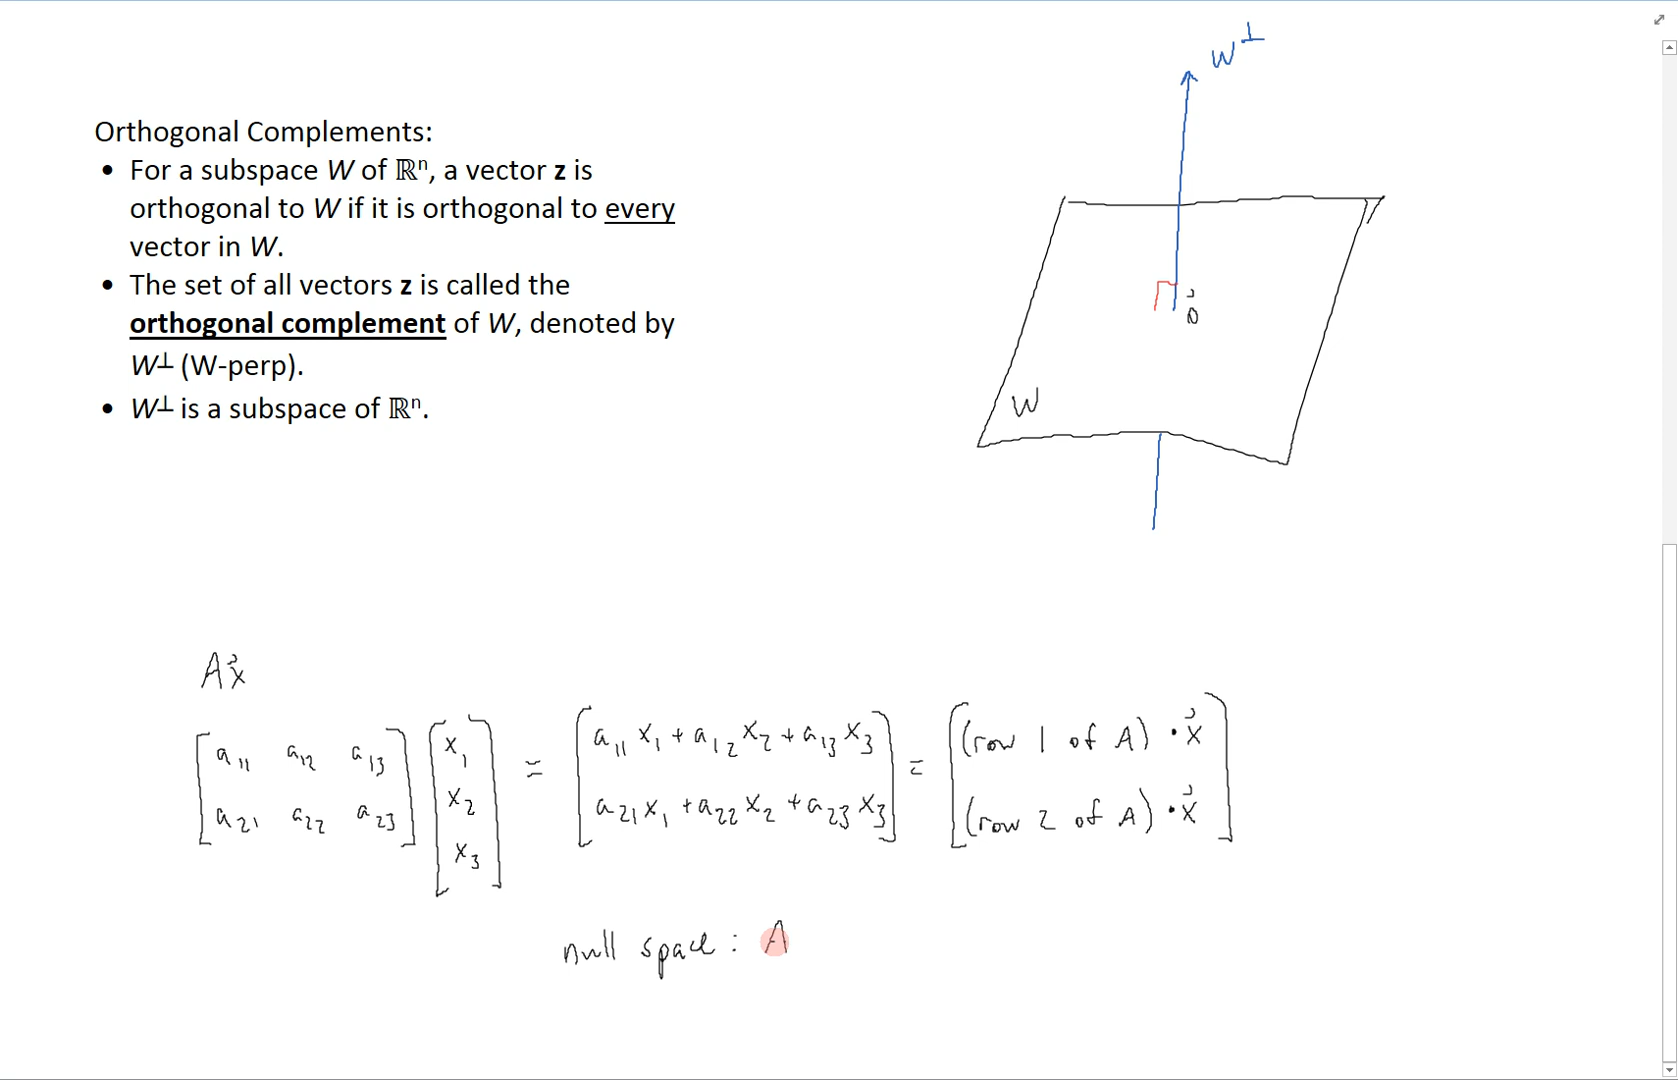 W⊥
Orthogonal Complements:
• For a subspace W of ℝⁿ, a vector z is
orthogonal to W if it is orthogonal to every
vector in W.
• The set of all vectors z is called the
orthogonal complement of W, denoted by
W⊥ (W-perp).
• W⊥ is a subspace of ℝⁿ.
0⃗
W
Ax⃗
[a₁₁ a₁₂ a₁₃] [x₁] = [a₁₁x₁ + a₁₂x₂ + a₁₃x₃] = [(row 1 of A) · x⃗]
[a₂₁ a₂₂ a₂₃] [x₂] [a₂₁x₁ + a₂₂x₂ + a₂₃x₃] [(row 2 of A) · x⃗]
[x₃]
null space : A